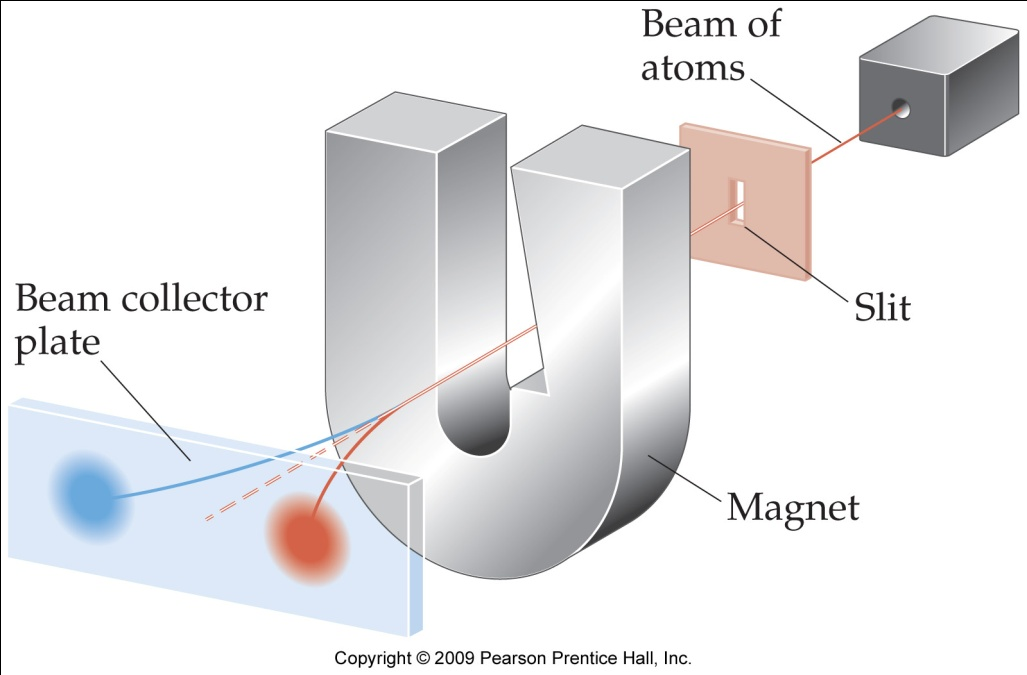 Beam of
atoms
Slit
Beam collector
plate
Magnet
Copyright © 2009 Pearson Prentice Hall, Inc.